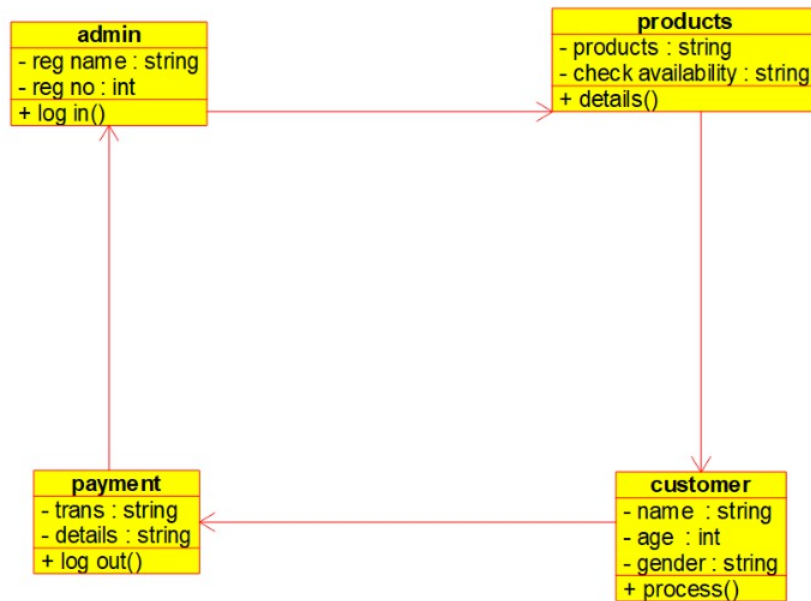 admin
- reg name : string
- reg no : int
+ log in()
products
- products : string
- check availability : string
+ details()
payment
- trans : string
- details : string
+ log out()
customer
- name : string
- age : int
- gender : string
+ process()